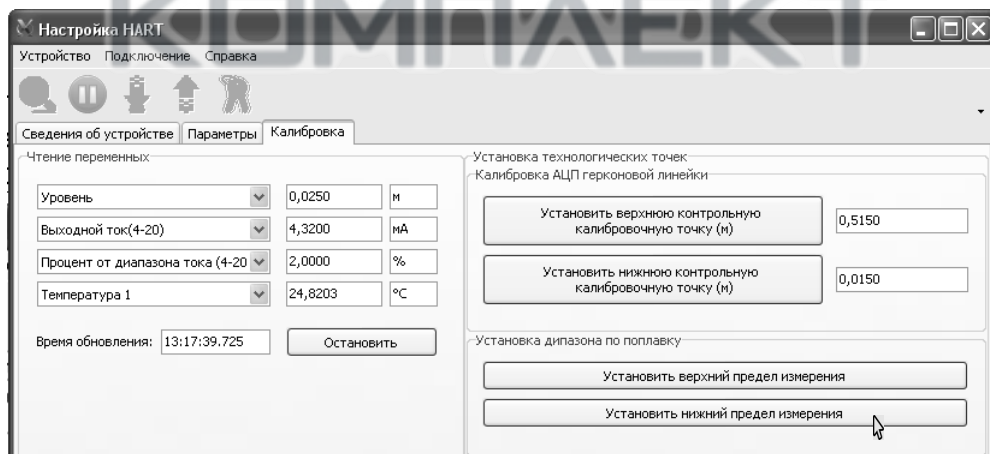 КОМПЛЕКТ
Настройка HART
Устройство Подключение Справка
Сведения об устройстве Параметры Калибровка
Чтение переменных
Уровень 0,0250 м
Выходной ток(4-20) 4,3200 мА
Процент от диапазона тока (4-20 2,0000 %
Температура 1 24,8203 °C
Время обновления: 13:17:39.725 Остановить
Установка технологических точек
Калибровка АЦП герконовой линейки
Установить верхнюю контрольную
калибровочную точку (м) 0,5150
Установить нижнюю контрольную
калибровочную точку (м) 0,0150
Установка дипазона по поплавку
Установить верхний предел измерения
Установить нижний предел измерения